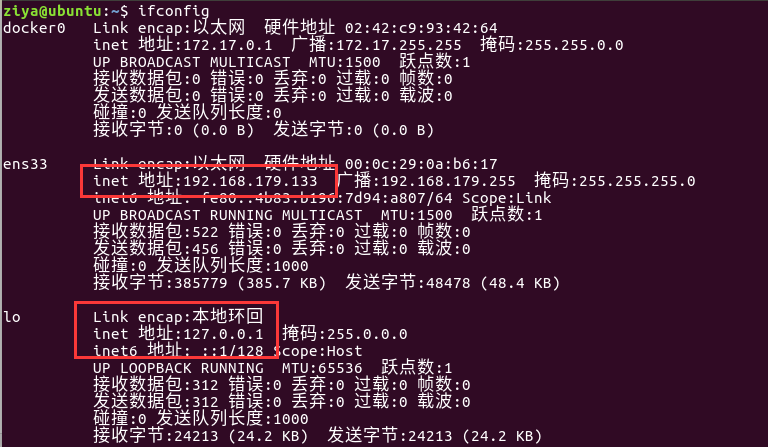 ziya@ubuntu:~$ ifconfig
docker0 Link encap:以太网 硬件地址 02:42:c9:93:42:64
inet 地址:172.17.0.1 广播:172.17.255.255 掩码:255.255.0.0
UP BROADCAST MULTICAST MTU:1500 跃点数:1
接收数据包:0 错误:0 丢弃:0 过载:0 帧数:0
发送数据包:0 错误:0 丢弃:0 过载:0 载波:0
碰撞:0 发送队列长度:0
接收字节:0 (0.0 B) 发送字节:0 (0.0 B)
ens33 Link encap:以太网 硬件地址 00:0c:29:0a:b6:17
inet 地址:192.168.179.133 广播:192.168.179.255 掩码:255.255.255.0
inet6 地址: fe80::4b83:b196:7d94:a807/64 Scope:Link
UP BROADCAST RUNNING MULTICAST MTU:1500 跃点数:1
接收数据包:522 错误:0 丢弃:0 过载:0 帧数:0
发送数据包:456 错误:0 丢弃:0 过载:0 载波:0
碰撞:0 发送队列长度:1000
接收字节:385779 (385.7 KB) 发送字节:48478 (48.4 KB)
lo Link encap:本地环回
inet 地址:127.0.0.1 掩码:255.0.0.0
inet6 地址: ::1/128 Scope:Host
UP LOOPBACK RUNNING MTU:65536 跃点数:1
接收数据包:312 错误:0 丢弃:0 过载:0 帧数:0
发送数据包:312 错误:0 丢弃:0 过载:0 载波:0
碰撞:0 发送队列长度:1000
接收字节:24213 (24.2 KB) 发送字节:24213 (24.2 KB)